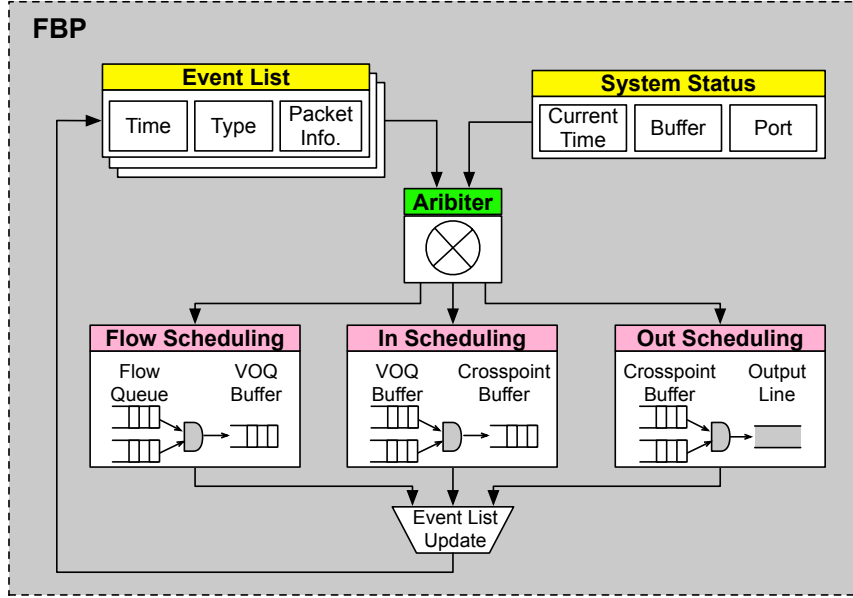 FBP
Event List
Time
Type
Packet
Info.
System Status
Current
Time
Buffer
Port
Aribiter
Flow Scheduling
Flow
Queue
VOQ
Buffer
In Scheduling
VOQ
Buffer
Crosspoint
Buffer
Out Scheduling
Crosspoint
Buffer
Output
Line
Event List
Update